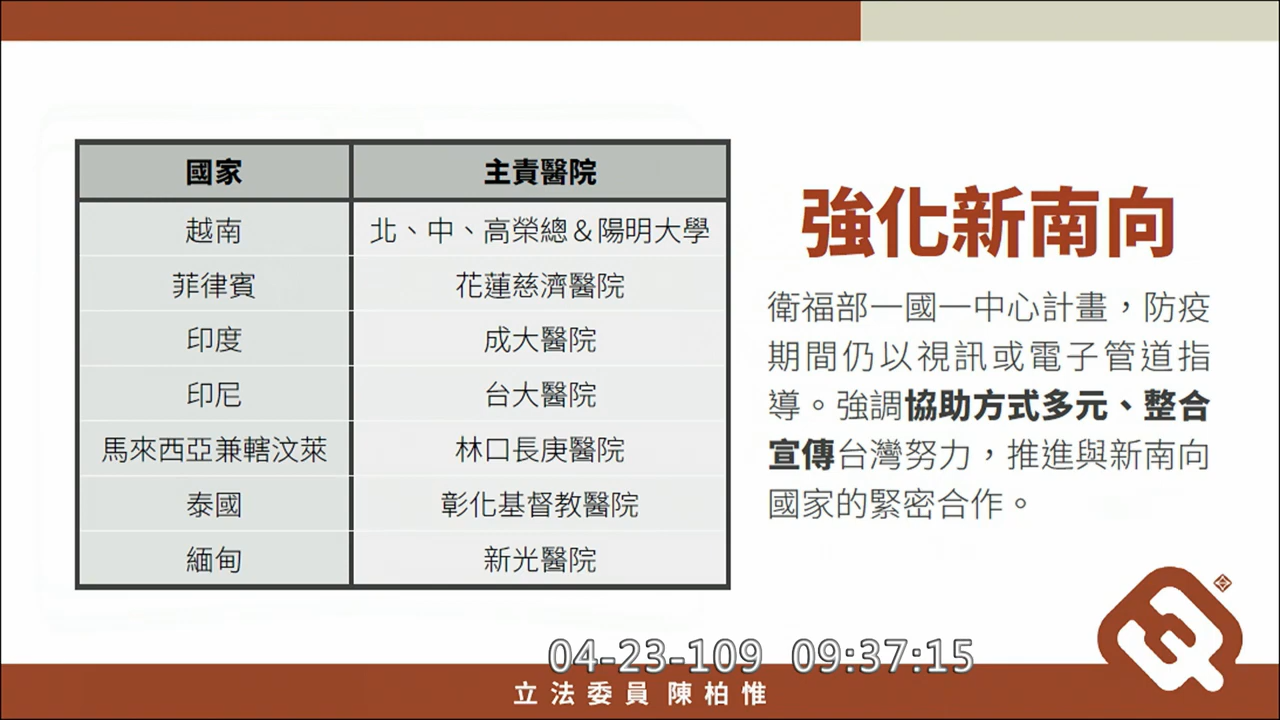 國家 主責醫院
越南 北、中、高榮總&陽明大學
菲律賓 花蓮慈濟醫院
印度 成大醫院
印尼 台大醫院
馬來西亞兼轄汶萊 林口長庚醫院
泰國 彰化基督教醫院
緬甸 新光醫院
強化新南向
衛福部一國一中心計畫，防疫
期間仍以視訊或電子管道指
導。強調協助方式多元、整合
宣傳台灣努力，推進與新南向
國家的緊密合作。
04-23-109 09:37:15
立法委員 陳柏惟